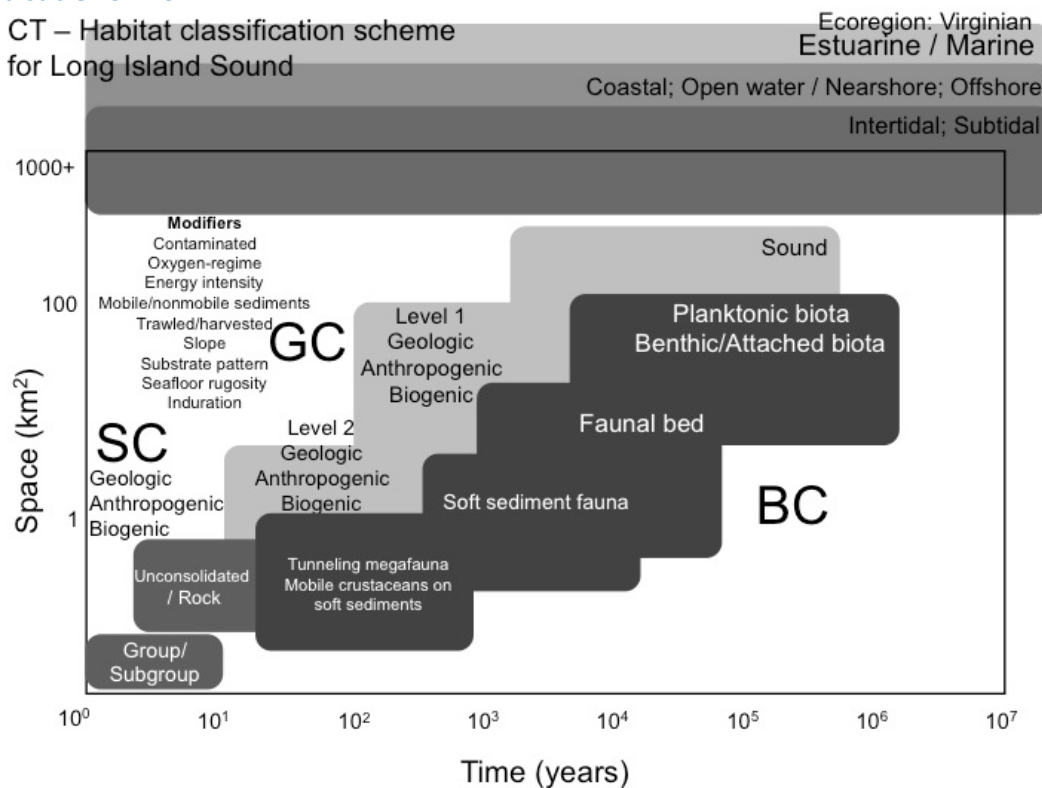 CT – Habitat classification scheme
for Long Island Sound
Ecoregion: Virginian
Estuarine / Marine
Coastal; Open water / Nearshore; Offshore
Intertidal; Subtidal
1000+
Modifiers
Contaminated
Oxygen-regime
Energy intensity
Mobile/nonmobile sediments
Trawled/harvested
Slope
Substrate pattern
Seafloor rugosity
Induration
Sound
100
GC
Level 1
Geologic
Anthropogenic
Biogenic
Planktonic biota
Benthic/Attached biota
Space (km²)
SC
Geologic
Anthropogenic
Biogenic
Level 2
Geologic
Anthropogenic
Biogenic
Faunal bed
Soft sediment fauna
BC
1
Unconsolidated
/ Rock
Tunneling megafauna
Mobile crustaceans on
soft sediments
Group/
Subgroup
10⁰ 10¹ 10² 10³ 10⁴ 10⁵ 10⁶ 10⁷
Time (years)